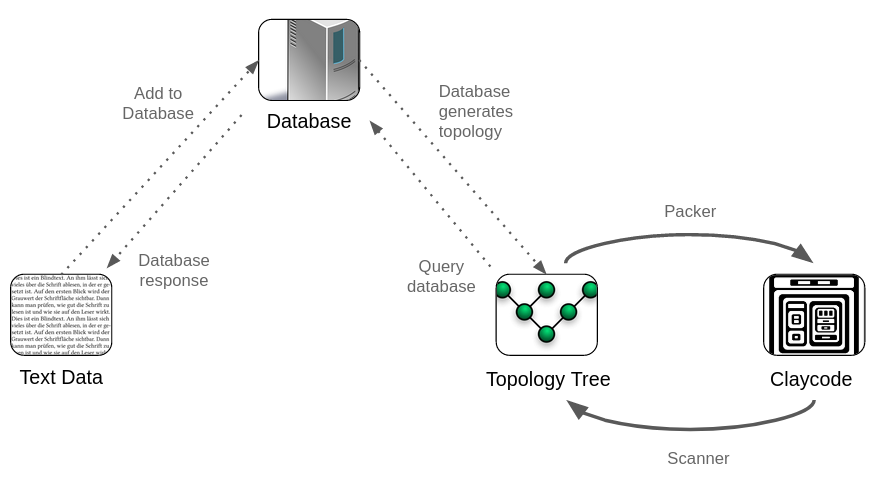 Database
Add to
Database
Database
generates
topology
Database
response
Query
database
Packer
Dies ist ein Blindtext. An ihm lässt sich
vieles über die Schrift ablesen, in der er ge-
setzt ist. Auf den ersten Blick wird der
Grauwert der Schriftfläche sichtbar. Dann
kann man prüfen, wie gut die Schrift zu
lesen ist und wie sie auf den Leser wirkt.
Dies ist ein Blindtext. An ihm lässt sich
vieles über die Schrift ablesen, in der er ge-
setzt ist. Auf den ersten Blick wird der
Grauwert der Schriftfläche sichtbar. Dann
kann man prüfen, wie gut die Schrift zu
lesen ist und wie sie auf den Leser wirkt
Text Data
Topology Tree
Claycode
Scanner